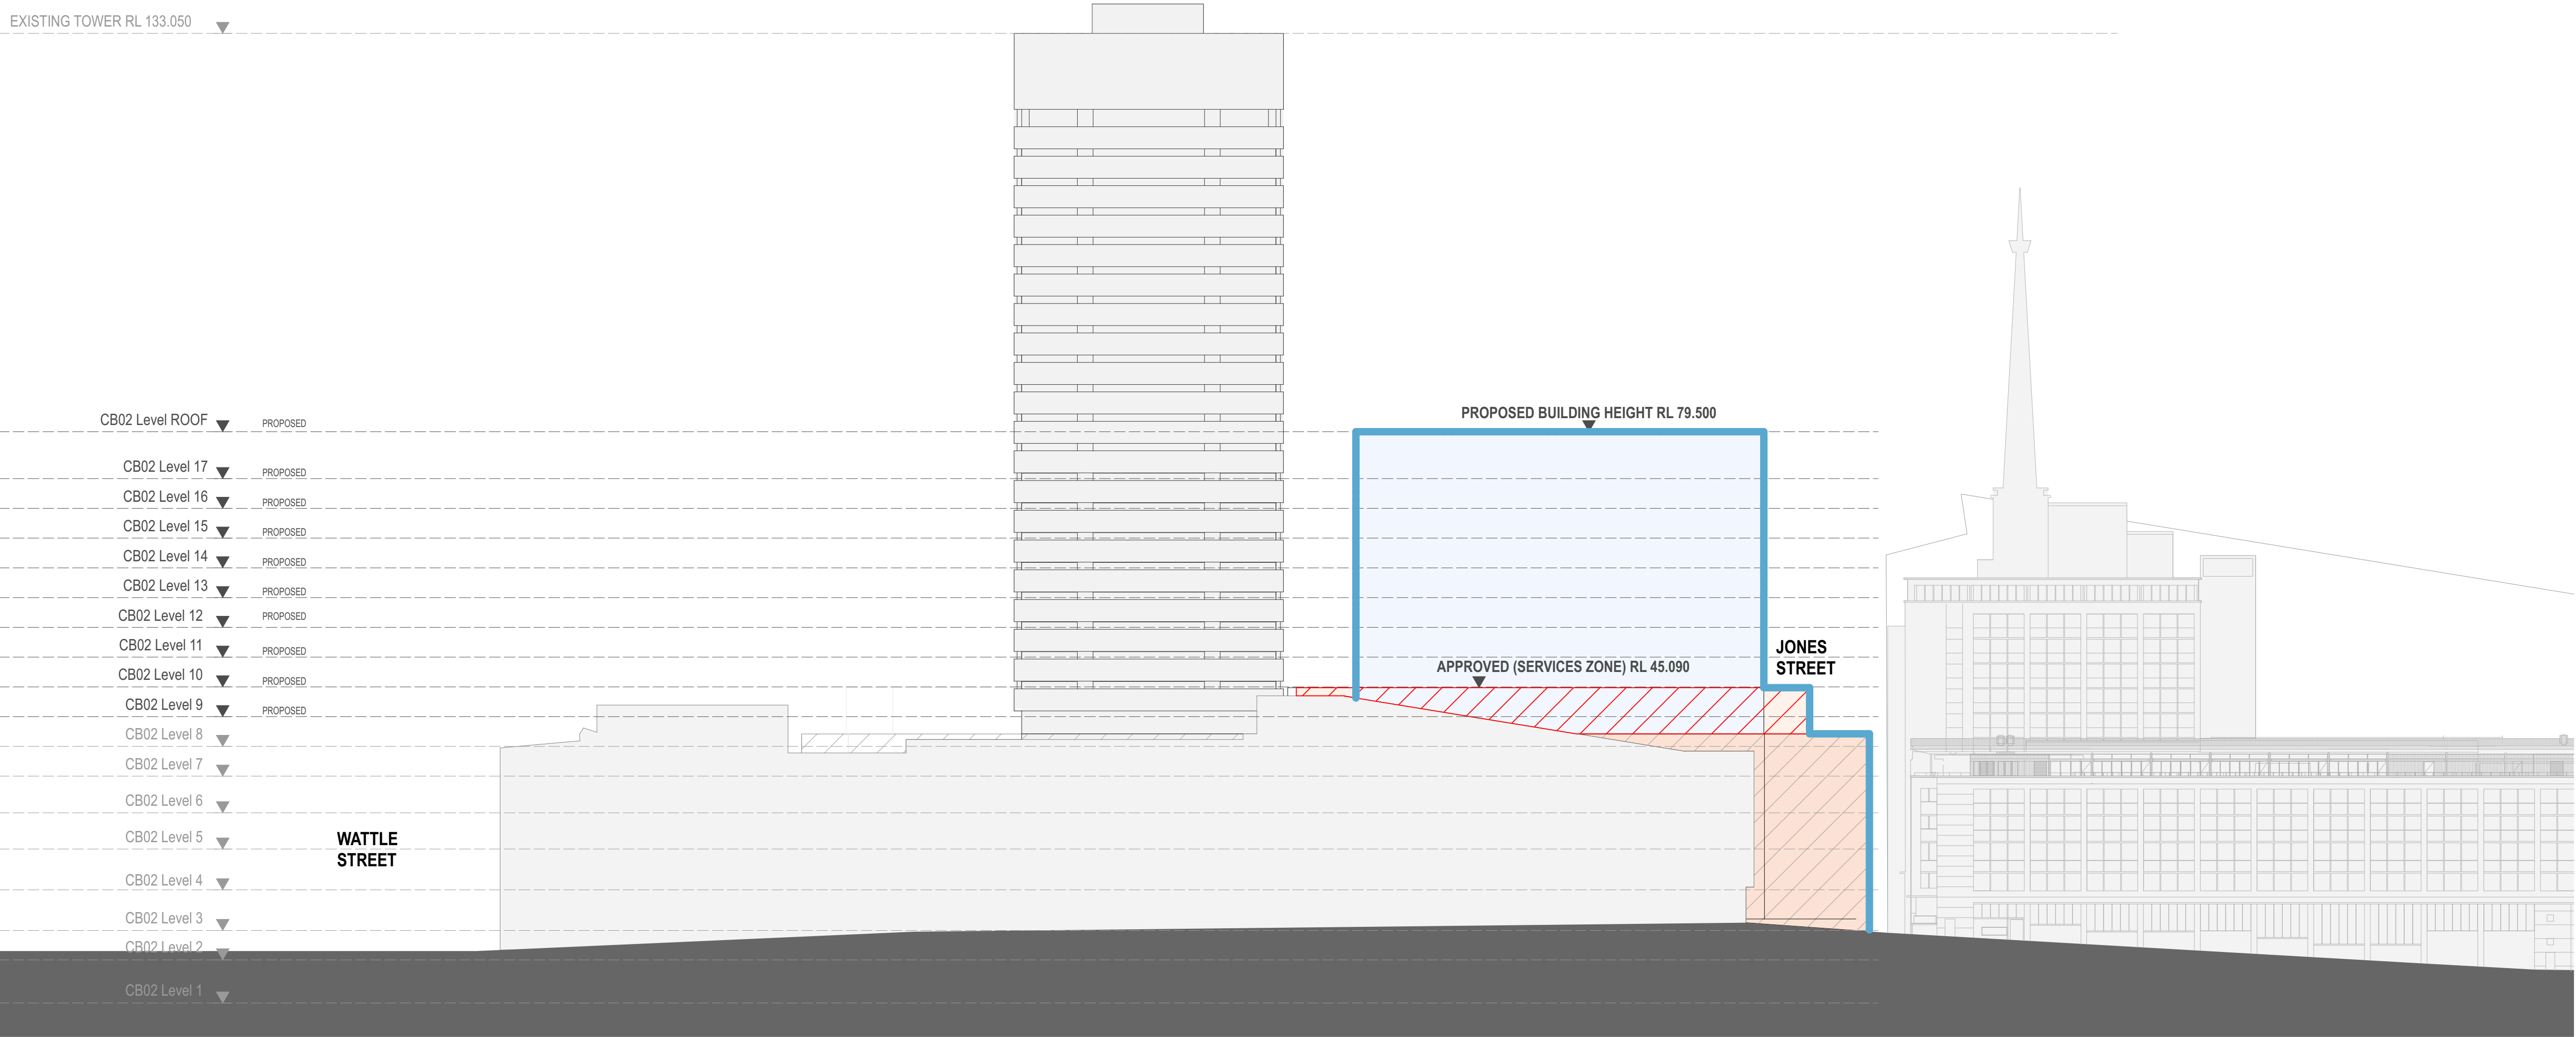 EXISTING TOWER RL 133.050
PROPOSED BUILDING HEIGHT RL 79.500
CB02 Level ROOF PROPOSED
CB02 Level 17 PROPOSED
CB02 Level 16 PROPOSED
CB02 Level 15 PROPOSED
CB02 Level 14 PROPOSED
CB02 Level 13 PROPOSED
CB02 Level 12 PROPOSED
CB02 Level 11 PROPOSED
JONES
STREET
APPROVED (SERVICES ZONE) RL 45.090
CB02 Level 10 PROPOSED
CB02 Level 9 PROPOSED
CB02 Level 8
CB02 Level 7
CB02 Level 6
CB02 Level 5
WATTLE
STREET
CB02 Level 4
CB02 Level 3
CB02 Level 2
CB02 Level 1